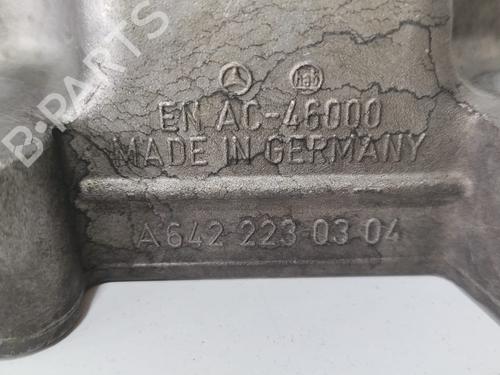 B-PARTS
EN AC-46000
MADE IN GERMANY
A 642 223 03 04